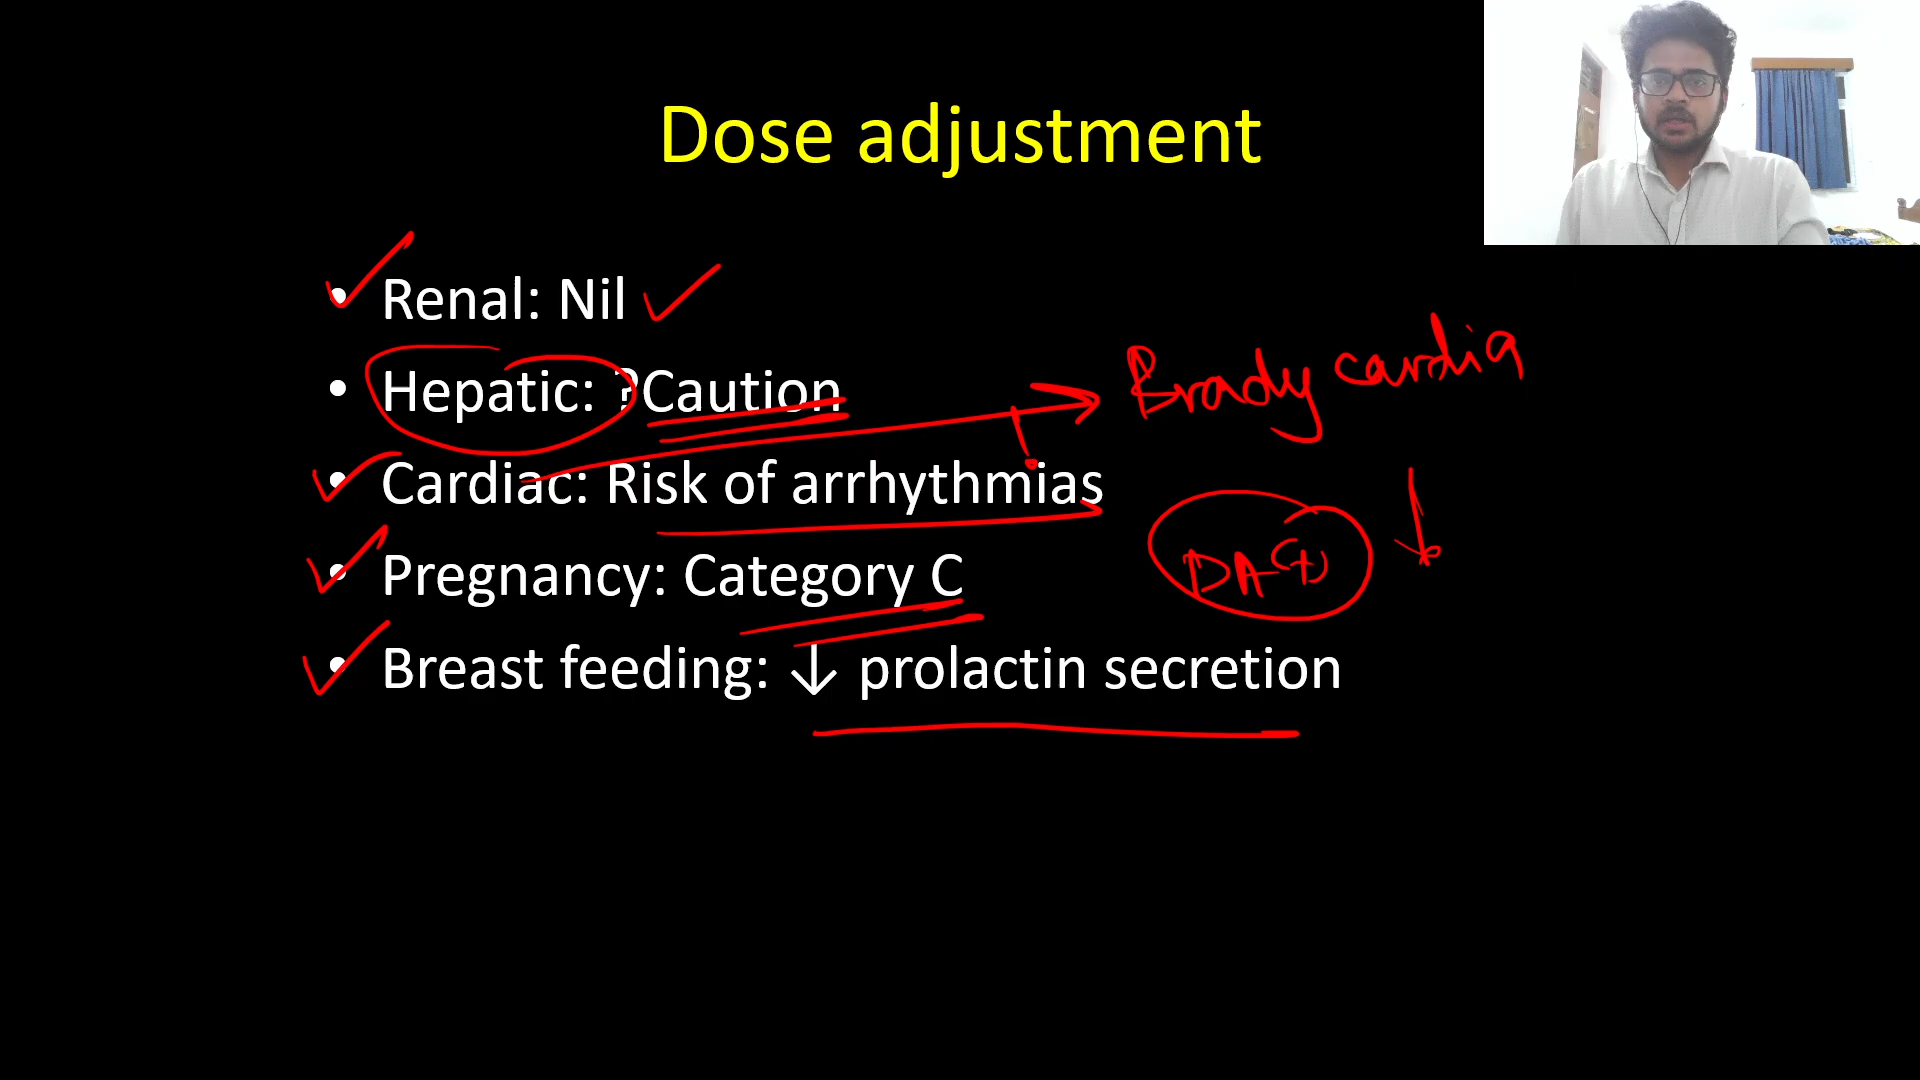 Dose adjustment
• Renal: Nil
• Hepatic: ?Caution
Brady cardia
• Cardiac: Risk of arrhythmias
• Pregnancy: Category C
DA(+) ↓
• Breast feeding: ↓ prolactin secretion